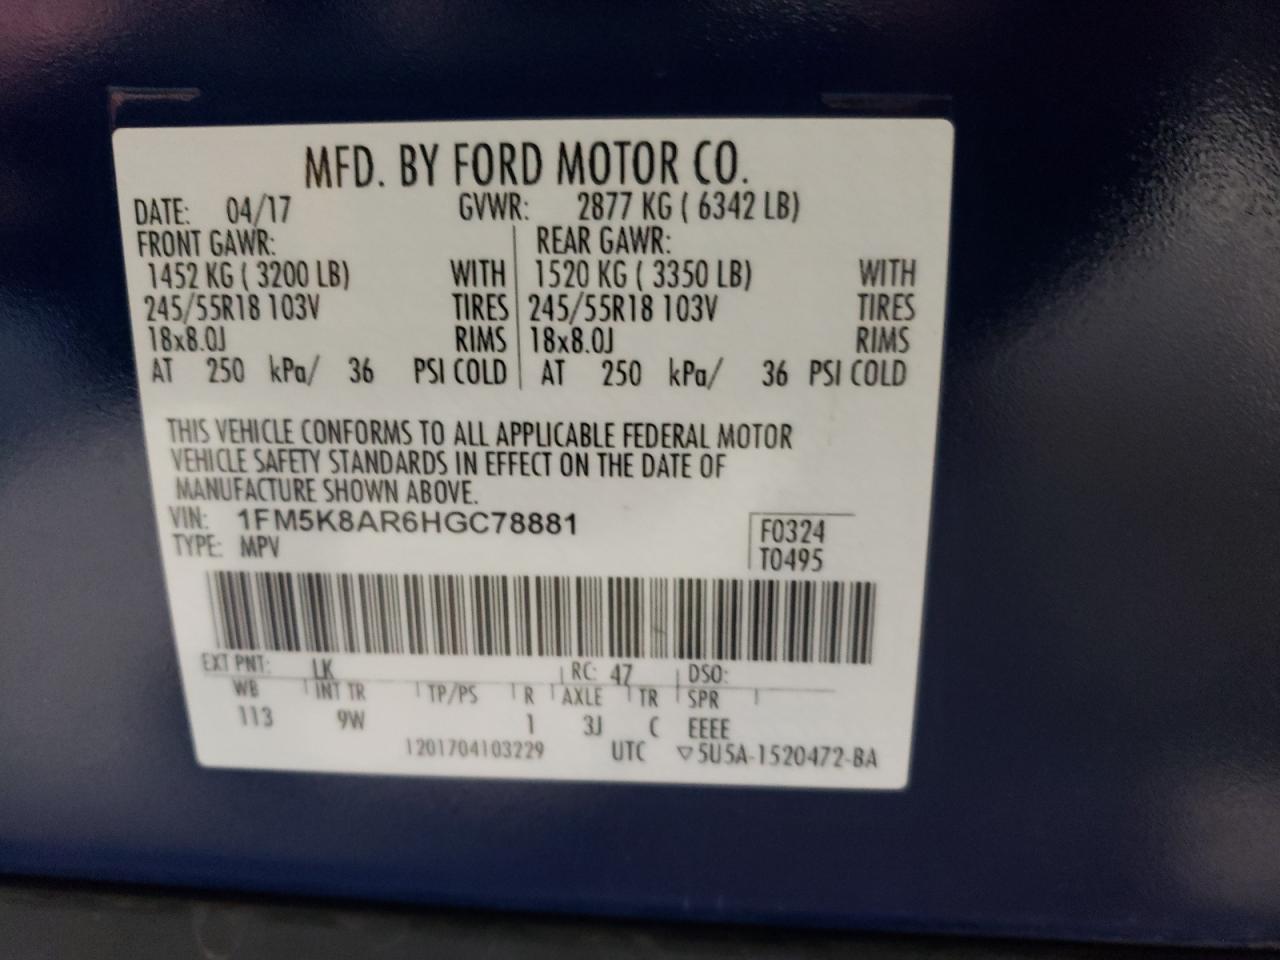 MFD. BY FORD MOTOR CO.
DATE: 04/17 GVWR: 2877 KG ( 6342 LB)
FRONT GAWR: REAR GAWR:
1452 KG ( 3200 LB) WITH 1520 KG ( 3350 LB) WITH
245/55R18 103V TIRES 245/55R18 103V TIRES
18x8.0J RIMS 18x8.0J RIMS
AT 250 kPa/ 36 PSI COLD AT 250 kPa/ 36 PSI COLD
THIS VEHICLE CONFORMS TO ALL APPLICABLE FEDERAL MOTOR
VEHICLE SAFETY STANDARDS IN EFFECT ON THE DATE OF
MANUFACTURE SHOWN ABOVE.
VIN: 1FM5K8AR6HGC78881 F0324
TYPE: MPV T0495
EXT PNT: LK RC: 47 DSO:
WB INT TR TP/PS R AXLE TR SPR
113 9W 1 3J C EEEE
1201704103229 UTC ▽5U5A-1520472-BA